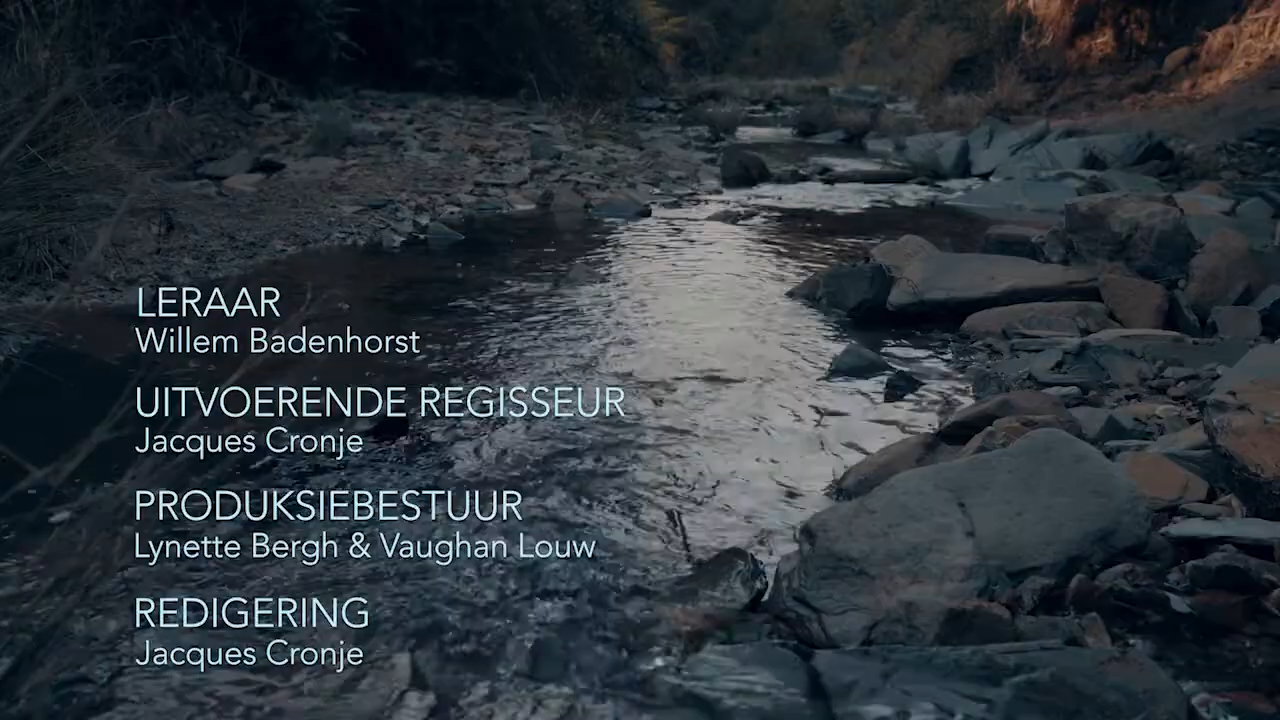 LERAAR
Willem Badenhorst
UITVOERENDE REGISSEUR
Jacques Cronje
PRODUKSIEBESTUUR
Lynette Bergh & Vaughan Louw
REDIGERING
Jacques Cronje